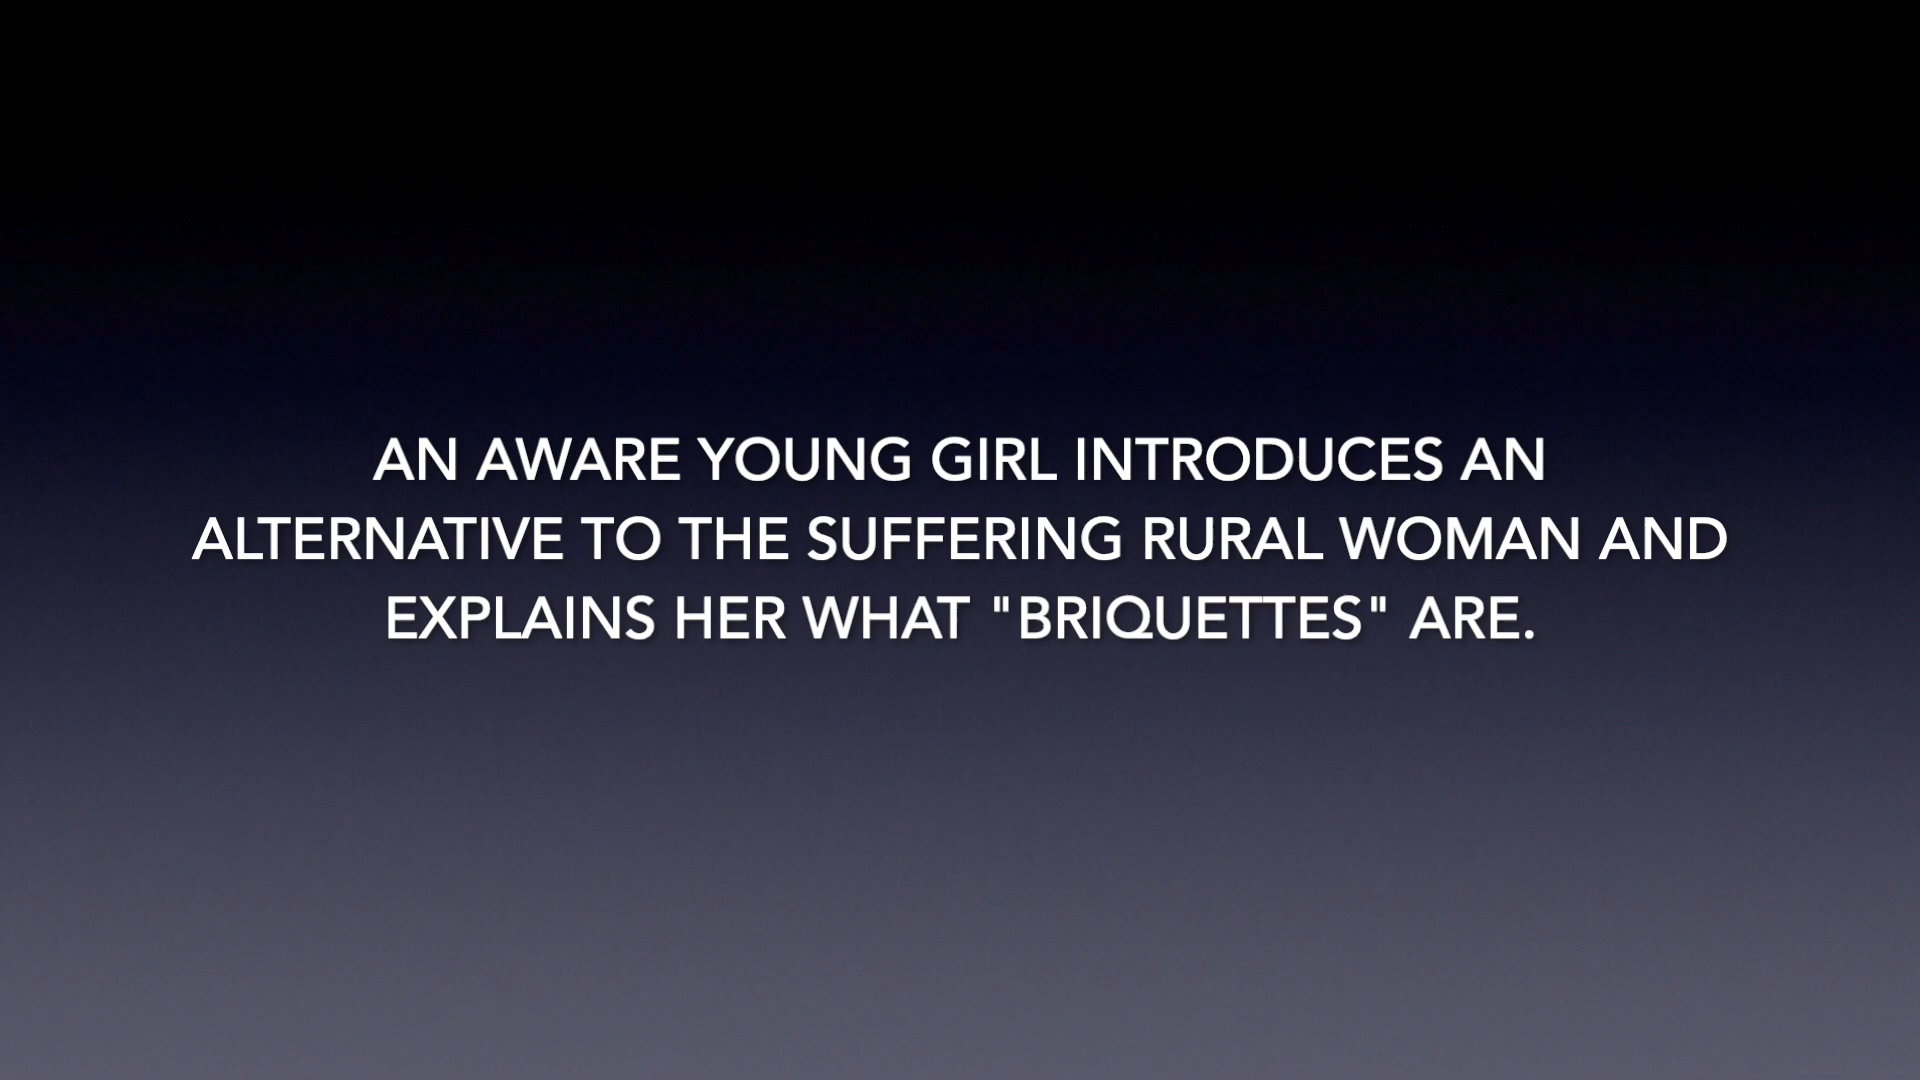 AN AWARE YOUNG GIRL INTRODUCES AN
ALTERNATIVE TO THE SUFFERING RURAL WOMAN AND
EXPLAINS HER WHAT "BRIQUETTES" ARE.